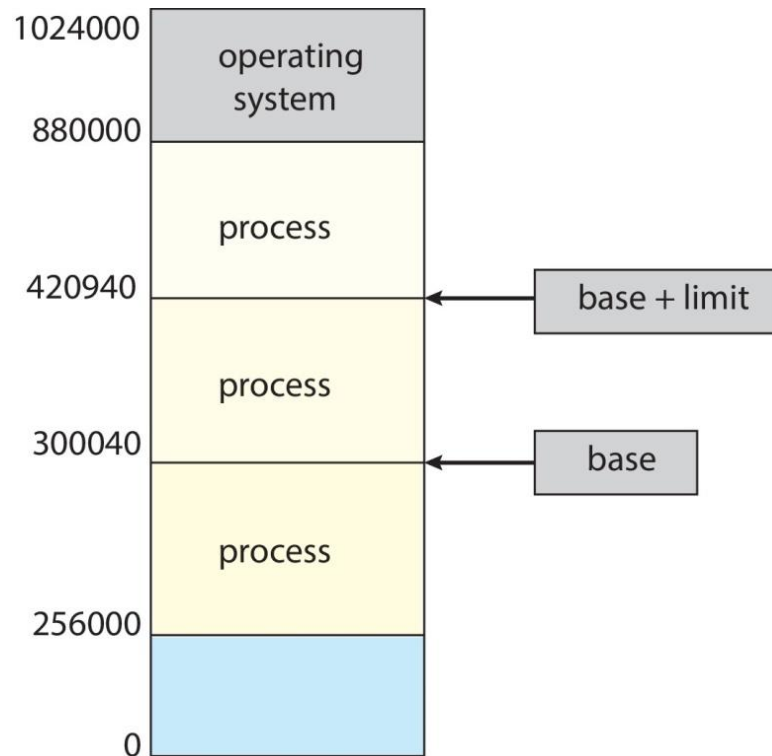 1024000
operating
system
880000
process
420940
base + limit
process
300040
base
process
256000
0